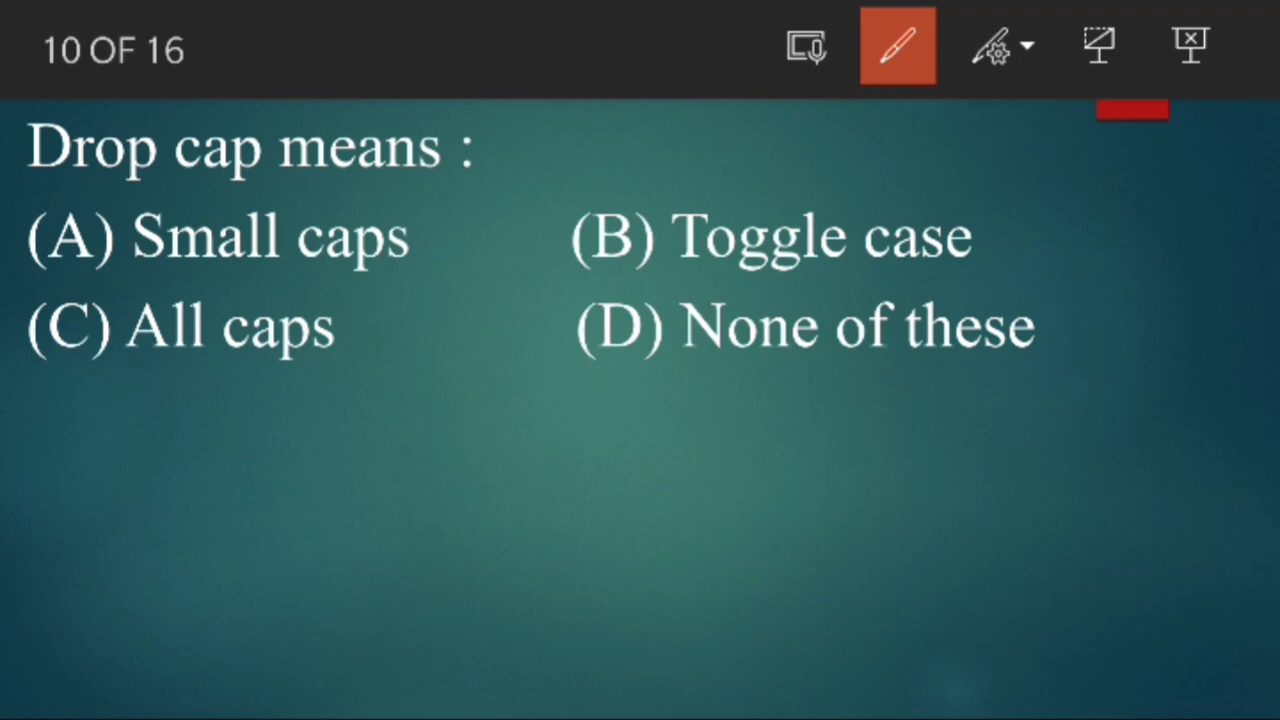 10 OF 16
Drop cap means :
(A) Small caps (B) Toggle case
(C) All caps (D) None of these